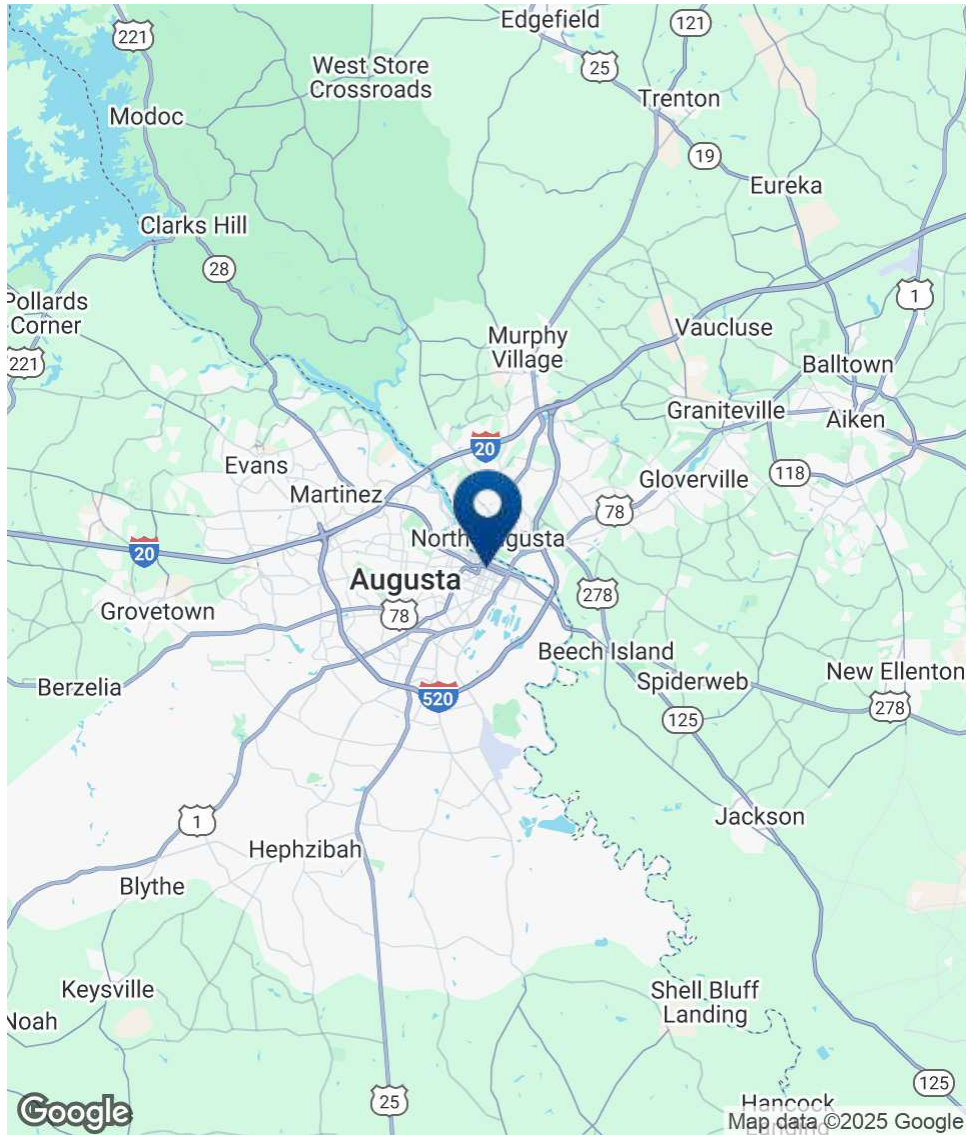 Edgefield
221
121
West Store
Crossroads
25
Trenton
Modoc
19
Eureka
Clarks Hill
28
1
Pollards
Corner
221
Murphy
Village
Vaucluse
Balltown
Graniteville
Aiken
20
Evans
118
Gloverville
Martinez
78
North Augusta
20
Augusta
278
Grovetown
78
Beech Island
Spiderweb
New Ellenton
Berzelia
520
278
125
1
Jackson
Hephzibah
Blythe
Keysville
Noah
Shell Bluff
Landing
125
25
Hancock
Landing
Google
Map data ©2025 Google